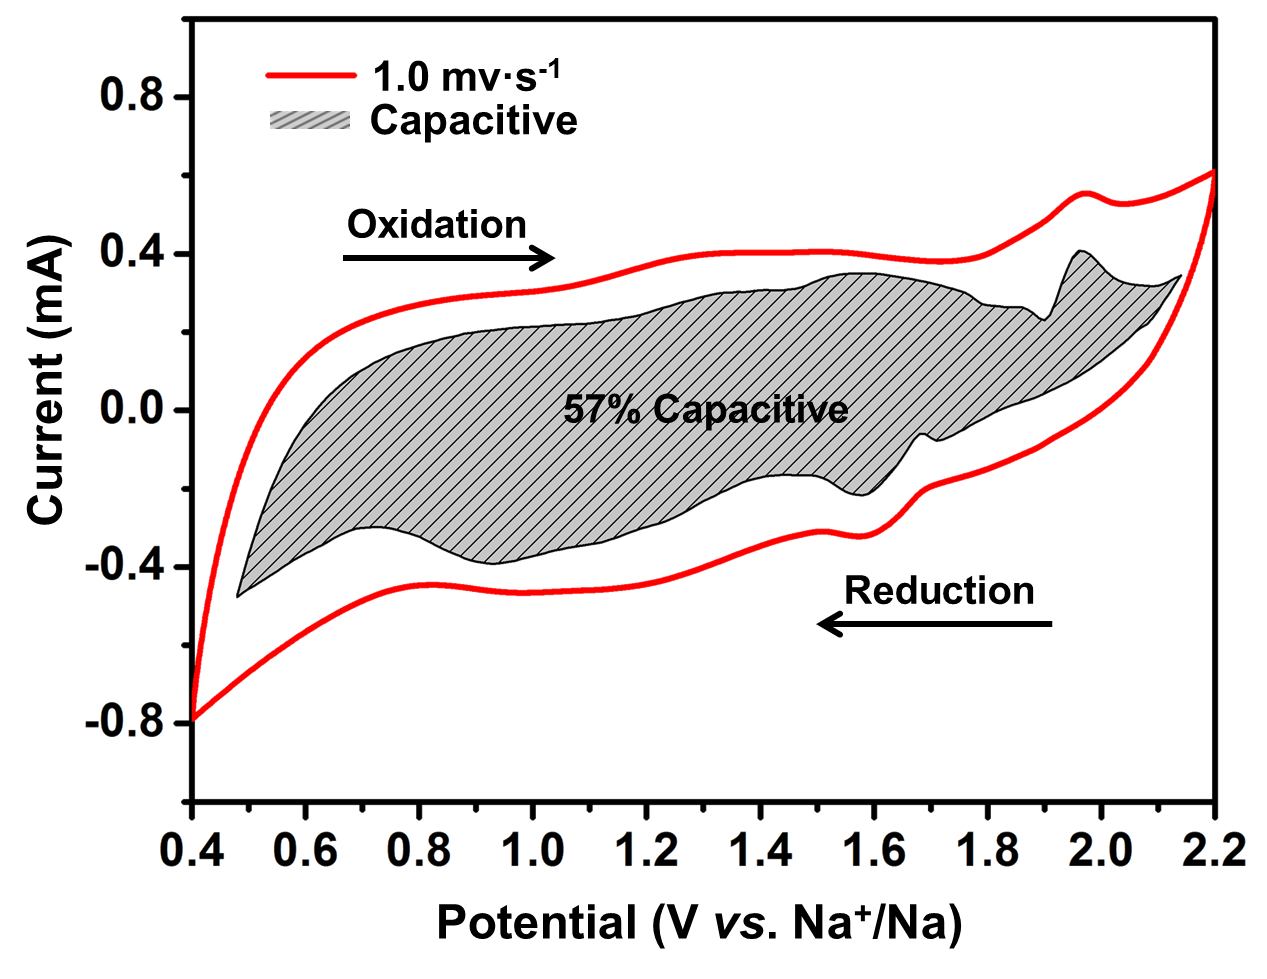 1.0 mv·s⁻¹
Capacitive
0.8
Oxidation
0.4
57% Capacitive
0.0
-0.4
Reduction
-0.8
Current (mA)
0.4 0.6 0.8 1.0 1.2 1.4 1.6 1.8 2.0 2.2
Potential (V vs. Na⁺/Na)